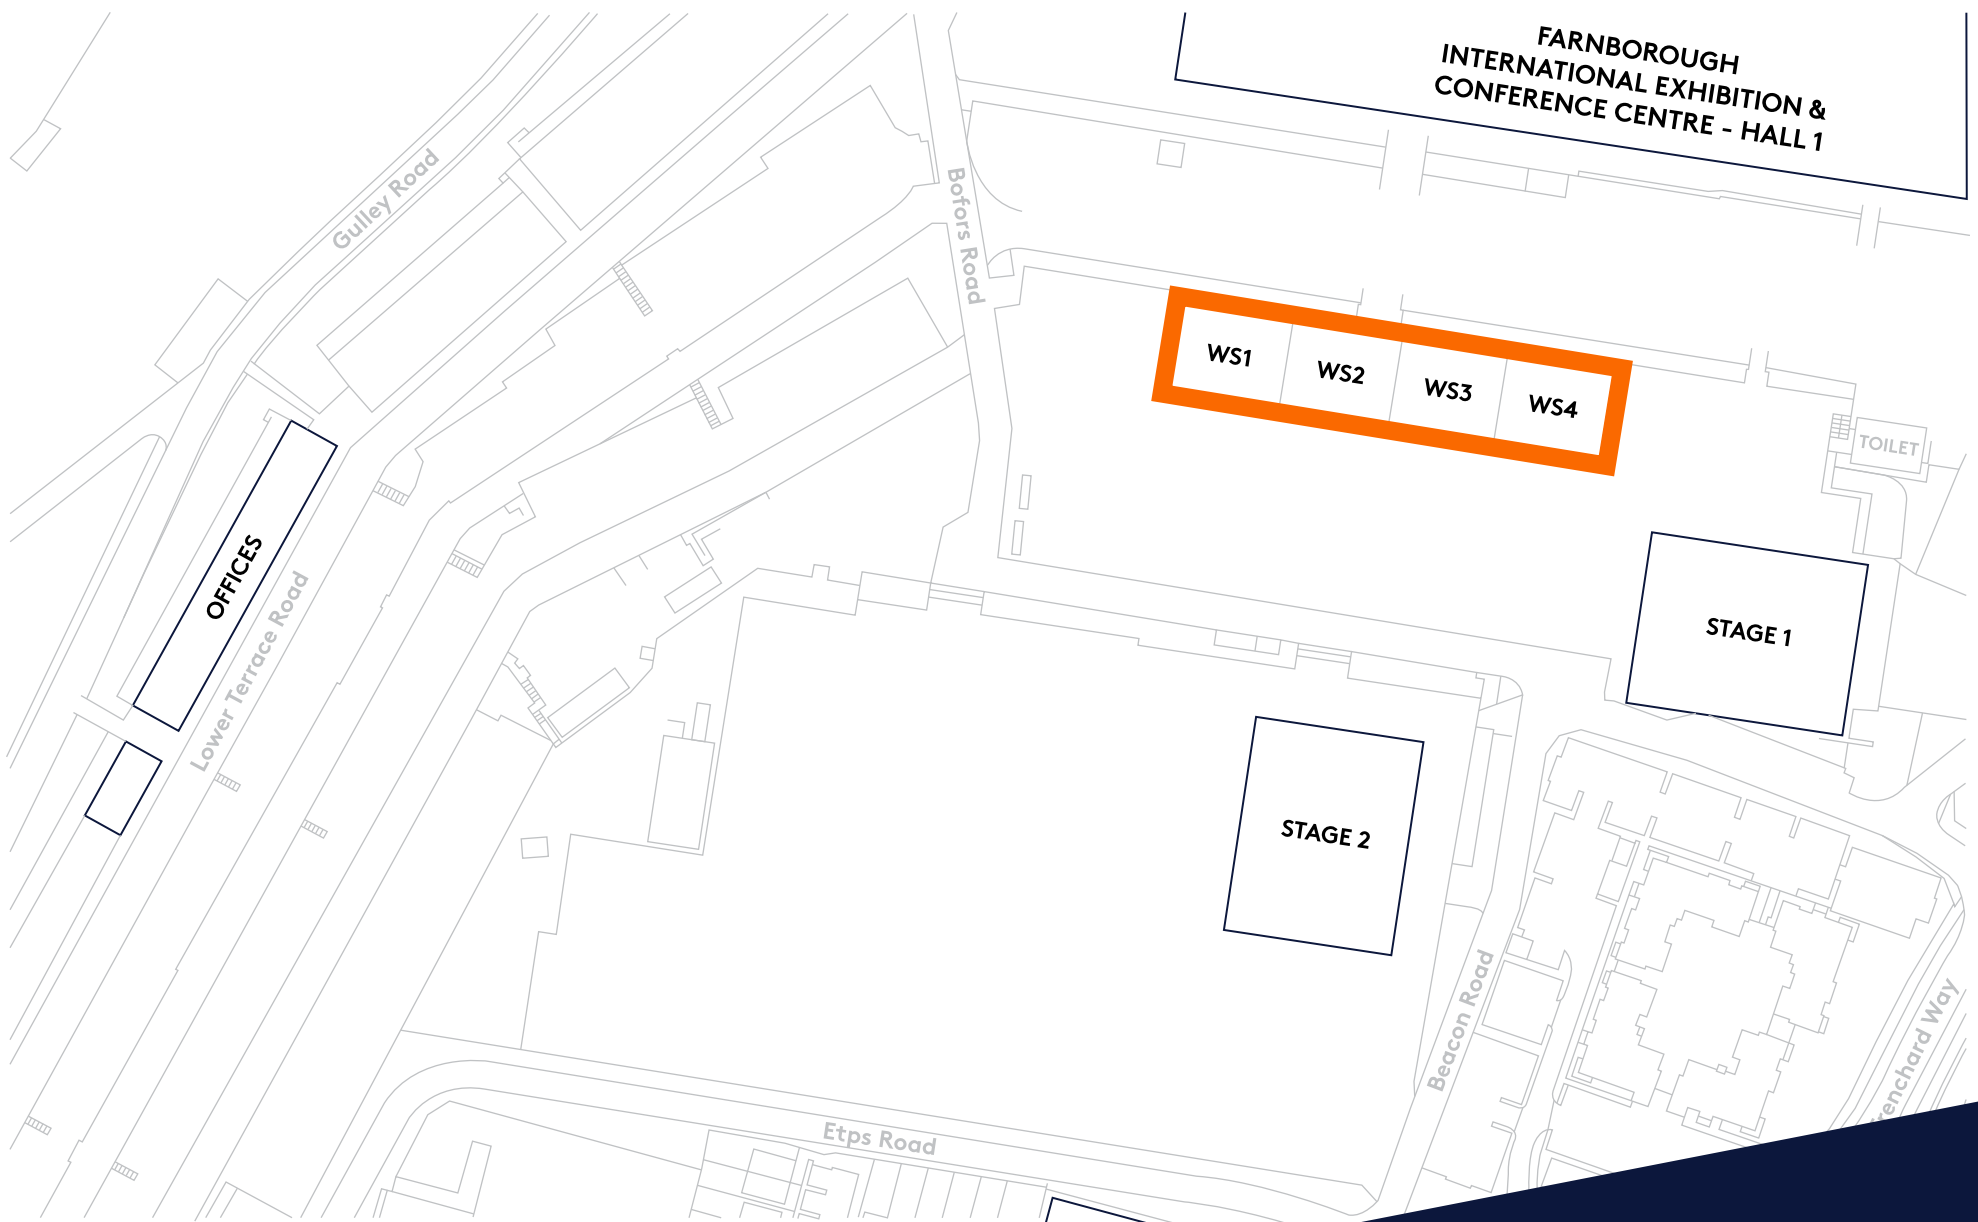 FARNBOROUGH
INTERNATIONAL EXHIBITION &
CONFERENCE CENTRE - HALL 1
Gulley Road
Bofors Road
WS1
WS2
WS3
WS4
TOILET
OFFICES
Lower Terrace Road
STAGE 1
STAGE 2
Beacon Road
Trenchard Way
Etps Road